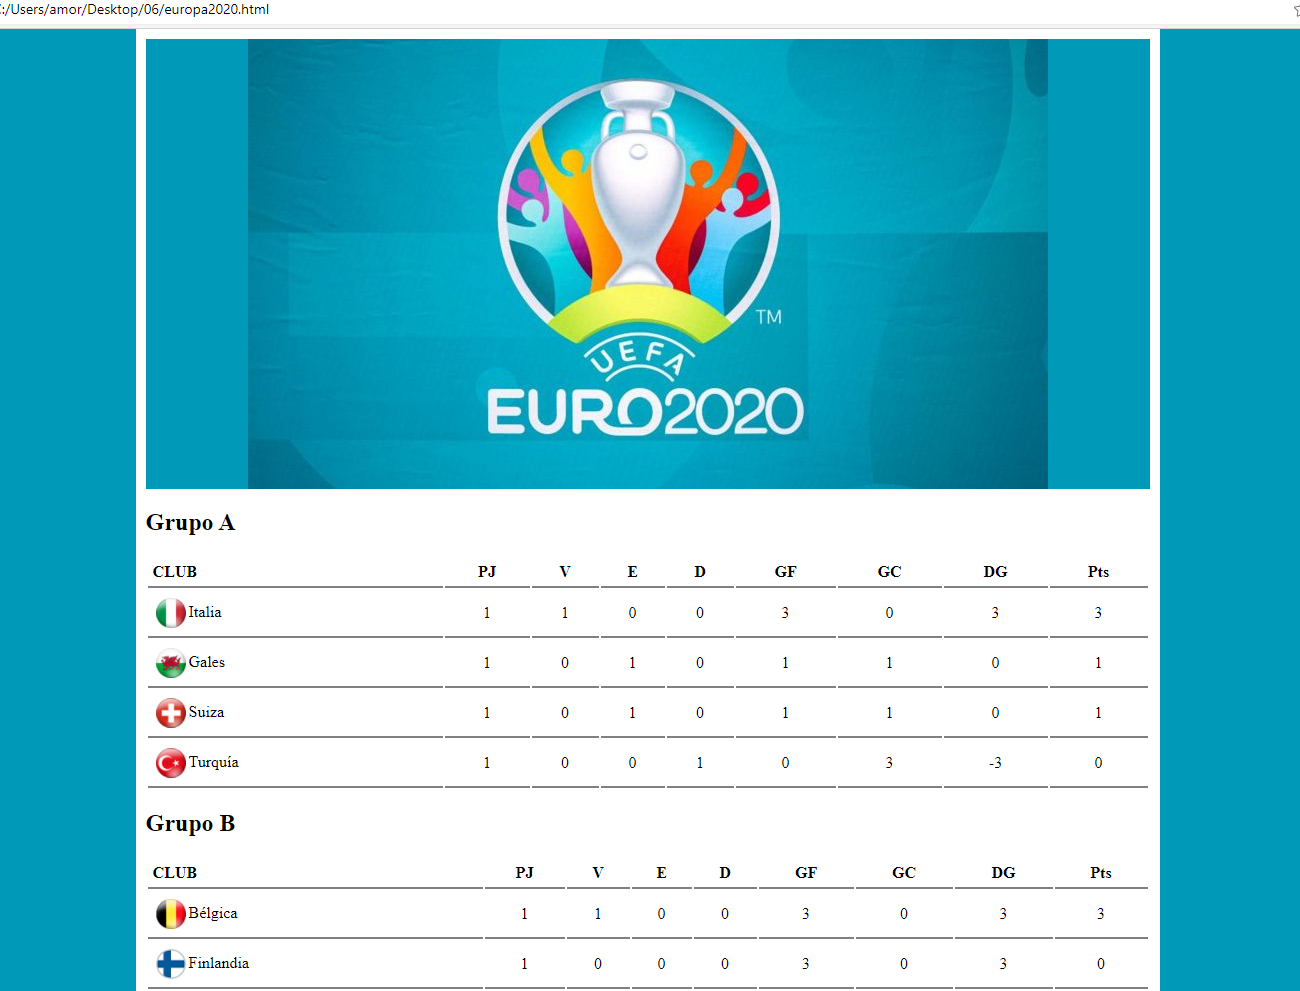 :/Users/amor/Desktop/06/europa2020.html
TM
UEFA
EURO2020
Grupo A
CLUB PJ V E D GF GC DG Pts
Italia 1 1 0 0 3 0 3 3
Gales 1 0 1 0 1 1 0 1
Suiza 1 0 1 0 1 1 0 1
Turquía 1 0 0 1 0 3 -3 0
Grupo B
CLUB PJ V E D GF GC DG Pts
Bélgica 1 1 0 0 3 0 3 3
Finlandia 1 0 0 0 3 0 3 0